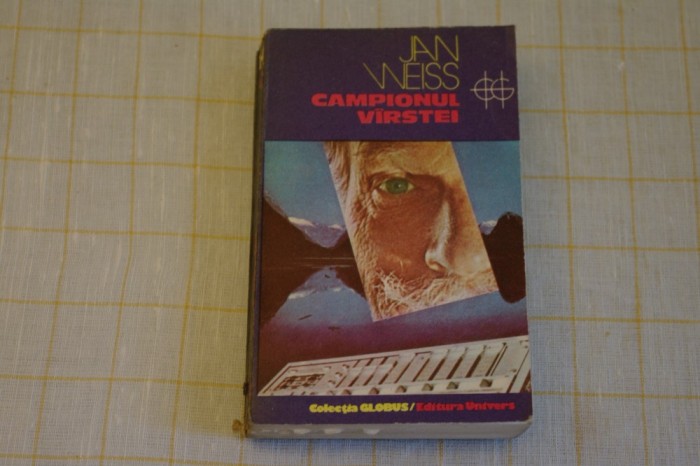 JAN
WEISS
CAMPIONUL
VÎRSTEI
Colecția GLOBUS/Editura Univers